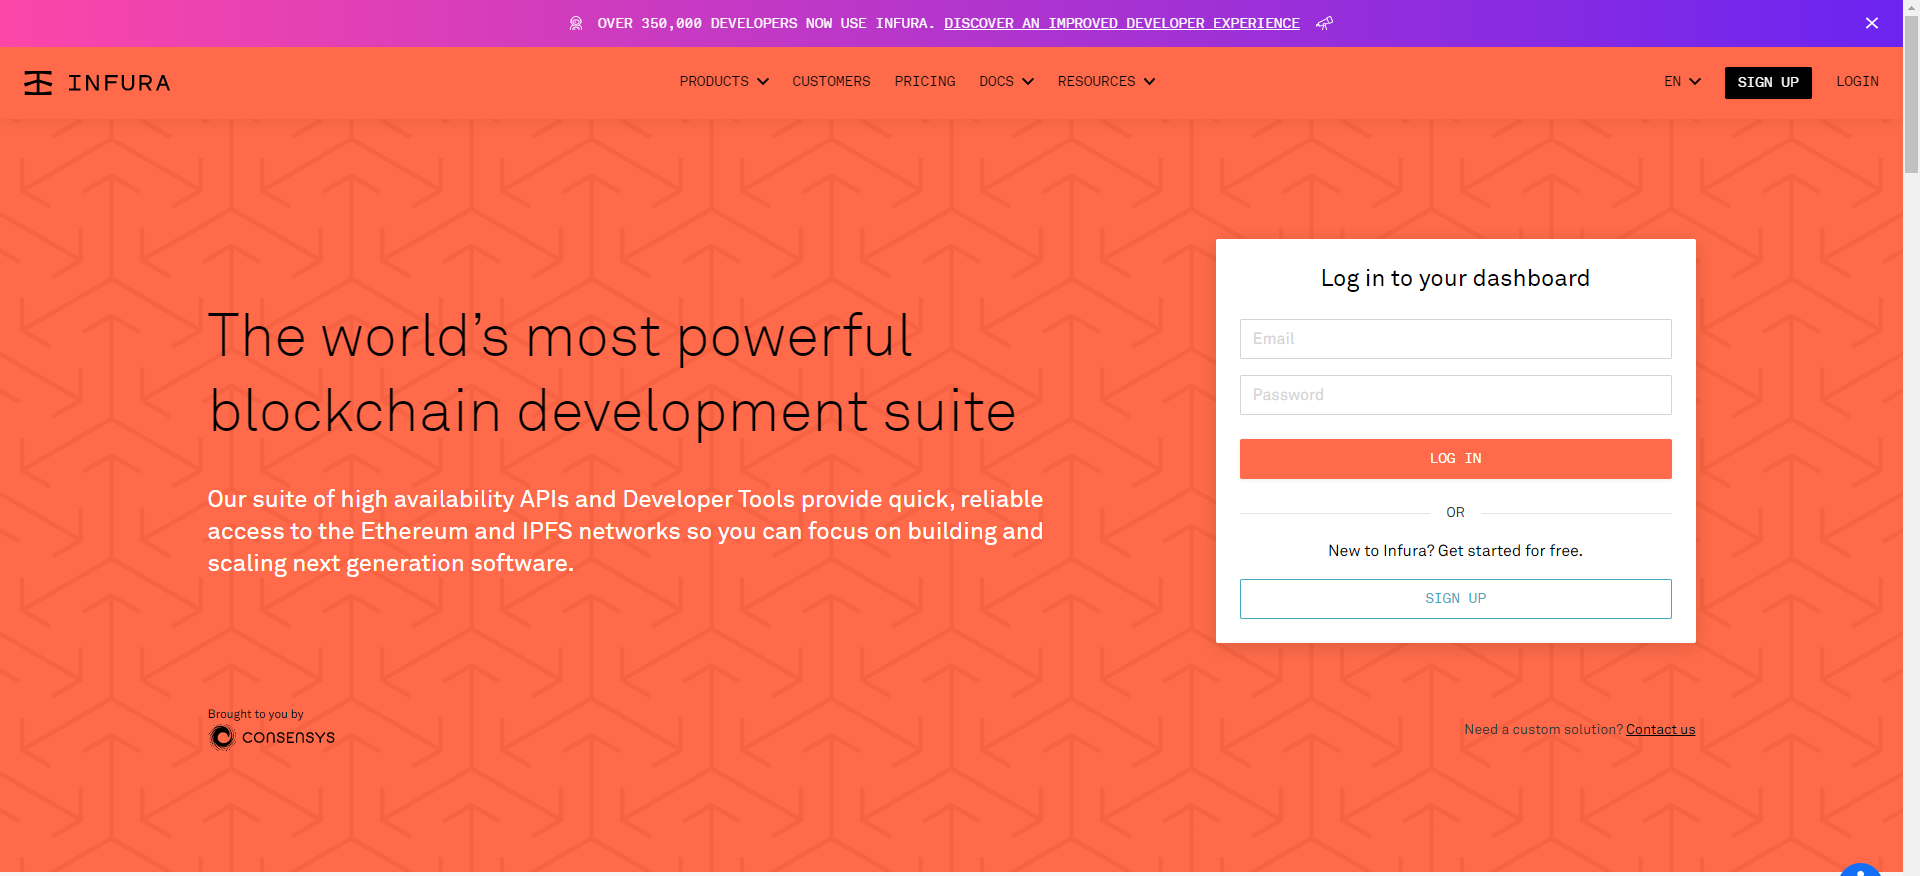 OVER 350,000 DEVELOPERS NOW USE INFURA. DISCOVER AN IMPROVED DEVELOPER EXPERIENCE
INFURA
PRODUCTS CUSTOMERS PRICING DOCS RESOURCES
EN SIGN UP LOGIN
The world’s most powerful
blockchain development suite
Our suite of high availability APIs and Developer Tools provide quick, reliable
access to the Ethereum and IPFS networks so you can focus on building and
scaling next generation software.
Log in to your dashboard
Email
Password
LOG IN
OR
New to Infura? Get started for free.
SIGN UP
Brought to you by
CONSENSYS
Need a custom solution? Contact us